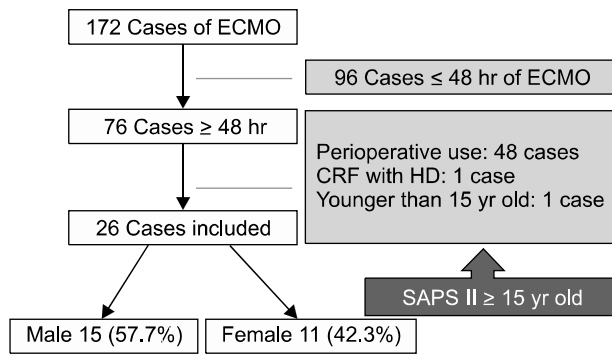 172 Cases of ECMO
96 Cases ≤ 48 hr of ECMO
76 Cases ≥ 48 hr
Perioperative use: 48 cases
CRF with HD: 1 case
Younger than 15 yr old: 1 case
26 Cases included
SAPS II ≥ 15 yr old
Male 15 (57.7%)
Female 11 (42.3%)